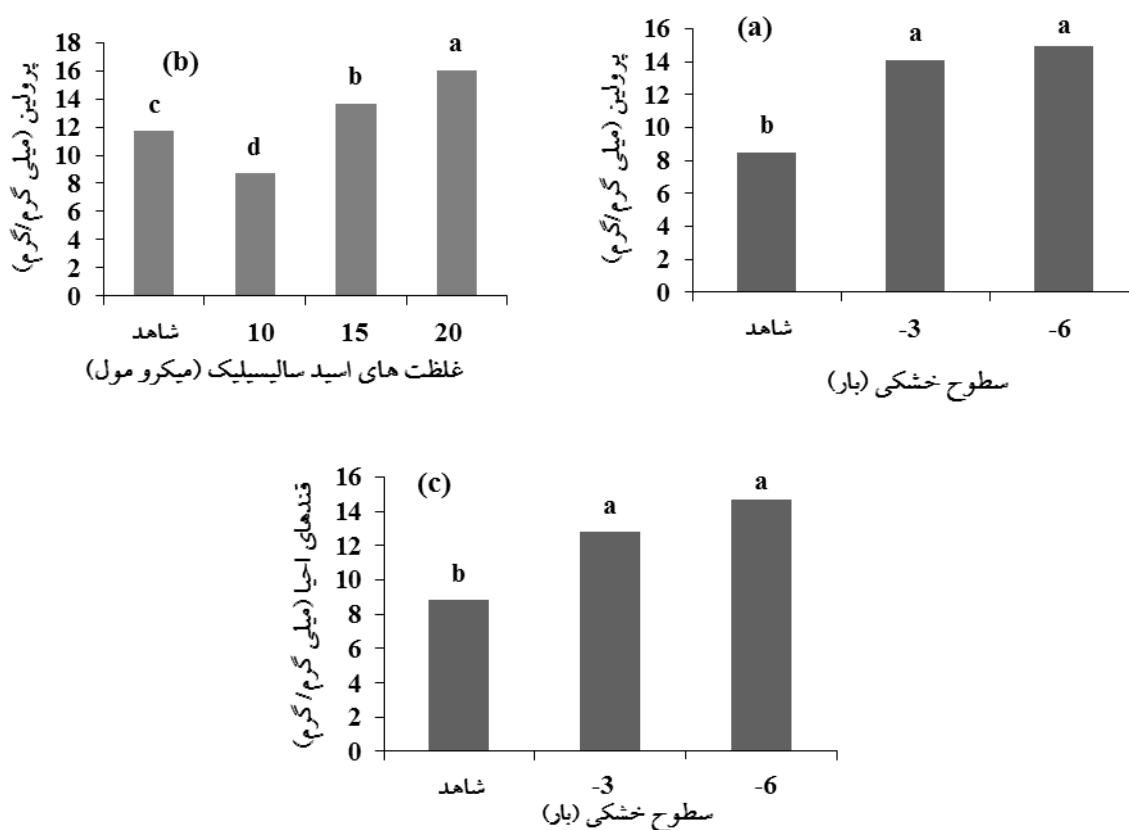 (b)
پرولین (میلی گرم/گرم)
18
16
14
12
10
8
6
4
2
0
c
d
b
a
شاهد 10 15 20
غلظت های اسید سالیسیلیک (میکرو مول)
(a)
پرولین (میلی گرم/گرم)
16
14
12
10
8
6
4
2
0
b
a
a
شاهد -3 -6
سطوح خشکی (بار)
(c)
قندهای احیا (میلی گرم/ گرم)
16
14
12
10
8
6
4
2
0
b
a
a
شاهد -3 -6
سطوح خشکی (بار)